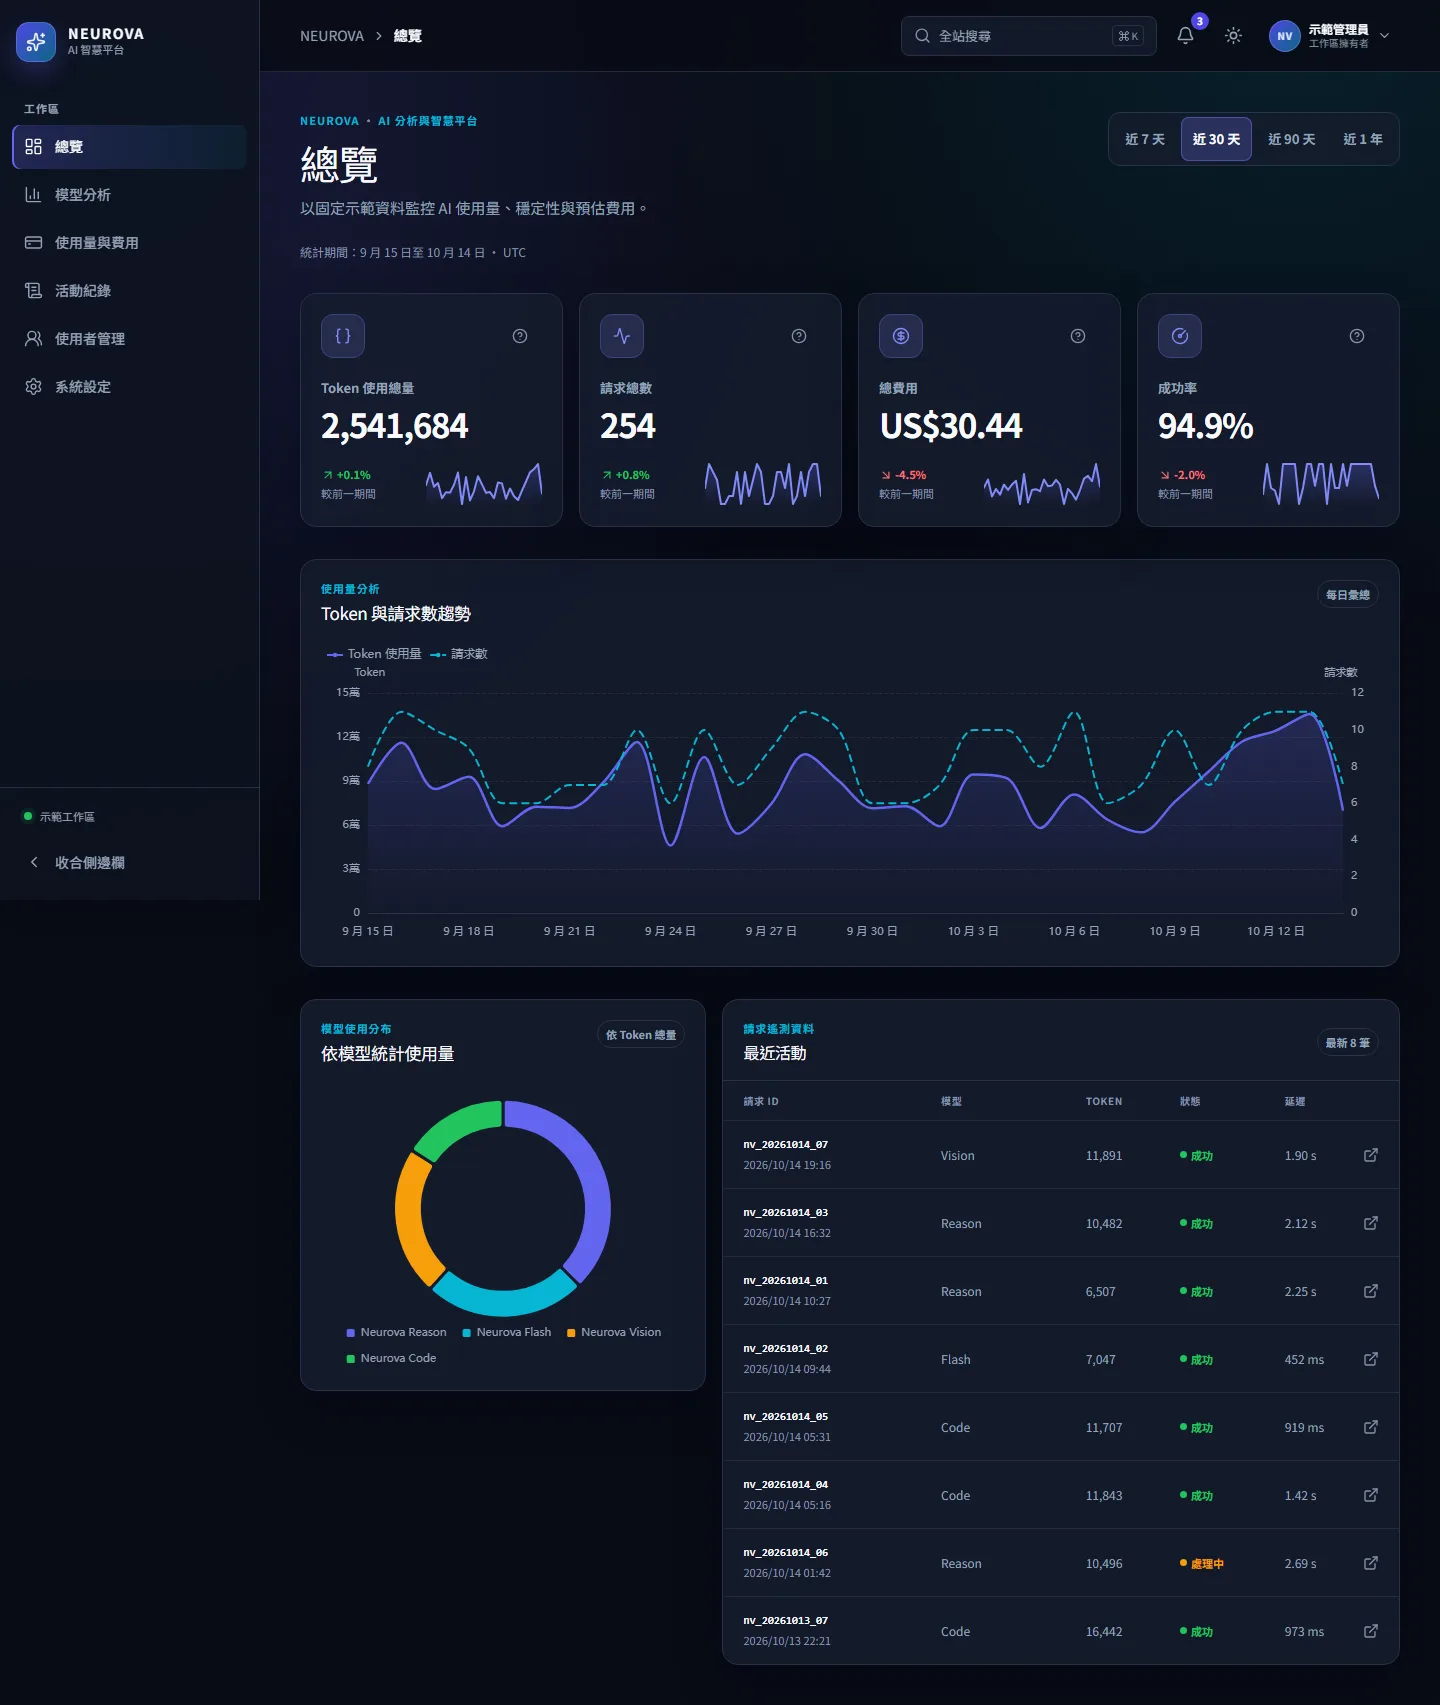 NEUROVA
AI 智慧平台
工作區
總覽
模型分析
使用量與費用
活動紀錄
使用者管理
系統設定
示範工作區
收合側邊欄
NEUROVA > 總覽
全站搜尋 ⌘K
3
NV
示範管理員
工作區擁有者
NEUROVA • AI 分析與智慧平台
總覽
以固定示範資料監控 AI 使用量、穩定性與預估費用。
統計期間：9 月 15 日至 10 月 14 日 • UTC
近 7 天 近 30 天 近 90 天 近 1 年
Token 使用總量
2,541,684
+0.1%
較前一期間
請求總數
254
+0.8%
較前一期間
總費用
US$30.44
-4.5%
較前一期間
成功率
94.9%
-2.0%
較前一期間
使用量分析
Token 與請求數趨勢
每日彙總
Token 使用量 請求數
Token 請求數
15萬 12
12萬 10
9萬 8
6萬 6
3萬 4
0 2
0
9 月 15 日 9 月 18 日 9 月 21 日 9 月 24 日 9 月 27 日 9 月 30 日 10 月 3 日 10 月 6 日 10 月 9 日 10 月 12 日
模型使用分布
依模型統計使用量
依 Token 總量
Neurova Reason Neurova Flash Neurova Vision
Neurova Code
請求遙測資料
最近活動
最新 8 筆
請求 ID 模型 TOKEN 狀態 延遲
nv_20261014_07
2026/10/14 19:16
Vision 11,891 成功 1.90 s
nv_20261014_03
2026/10/14 16:32
Reason 10,482 成功 2.12 s
nv_20261014_01
2026/10/14 10:27
Reason 6,507 成功 2.25 s
nv_20261014_02
2026/10/14 09:44
Flash 7,047 成功 452 ms
nv_20261014_05
2026/10/14 05:31
Code 11,707 成功 919 ms
nv_20261014_04
2026/10/14 05:16
Code 11,843 成功 1.42 s
nv_20261014_06
2026/10/14 01:42
Reason 10,496 處理中 2.69 s
nv_20261013_07
2026/10/13 22:21
Code 16,442 成功 973 ms